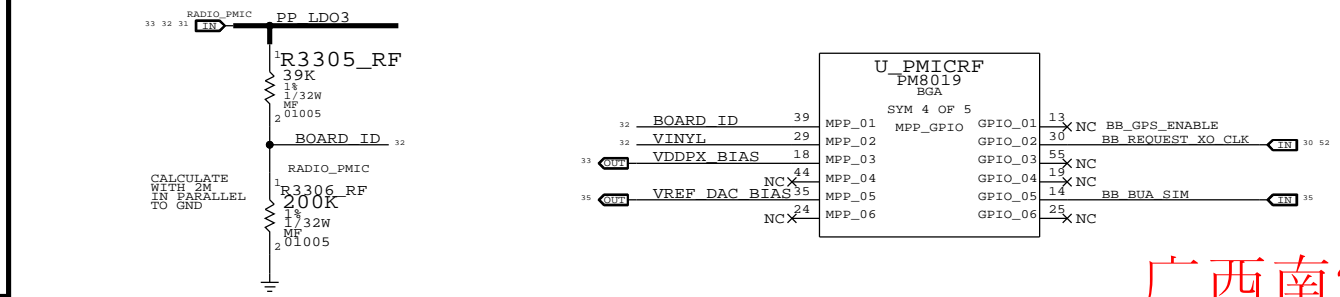 RADIO_PMIC
33 32 31 IN PP_LDO3
1
R3305_RF
39K
1%
1/32W
MF
01005
2
BOARD_ID 32
RADIO_PMIC
CALCULATE
WITH 2M
IN PARALLEL
TO GND
1
R3306_RF
200K
1%
1/32W
MF
01005
2
U_PMICRF
PM8019
BGA
SYM 4 OF 5
MPP_GPIO
32 BOARD_ID 39 MPP_01
32 VINYL 29 MPP_02
33 OUT VDDPX_BIAS 18 MPP_03
NC 44 MPP_04
35 OUT VREF_DAC_BIAS 35 MPP_05
NC 24 MPP_06
GPIO_01 13 NC BB_GPS_ENABLE
GPIO_02 30 BB_REQUEST_XO_CLK IN 30 52
GPIO_03 55 NC
GPIO_04 19 NC
GPIO_05 14 BB_BUA_SIM IN 35
GPIO_06 25 NC
广西南